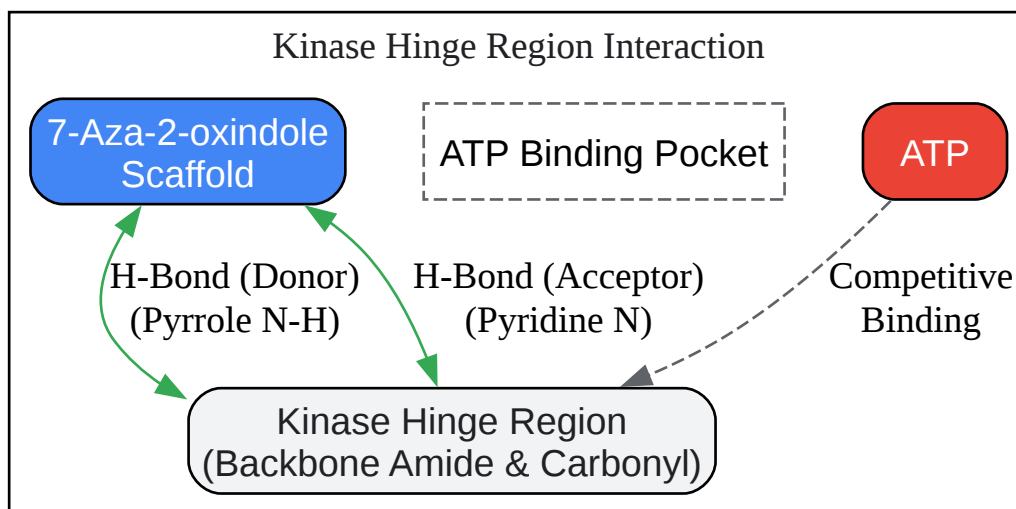 Kinase Hinge Region Interaction
7-Aza-2-oxindole
Scaffold
ATP Binding Pocket
ATP
H-Bond (Donor)
(Pyrrole N-H)
H-Bond (Acceptor)
(Pyridine N)
Competitive
Binding
Kinase Hinge Region
(Backbone Amide & Carbonyl)